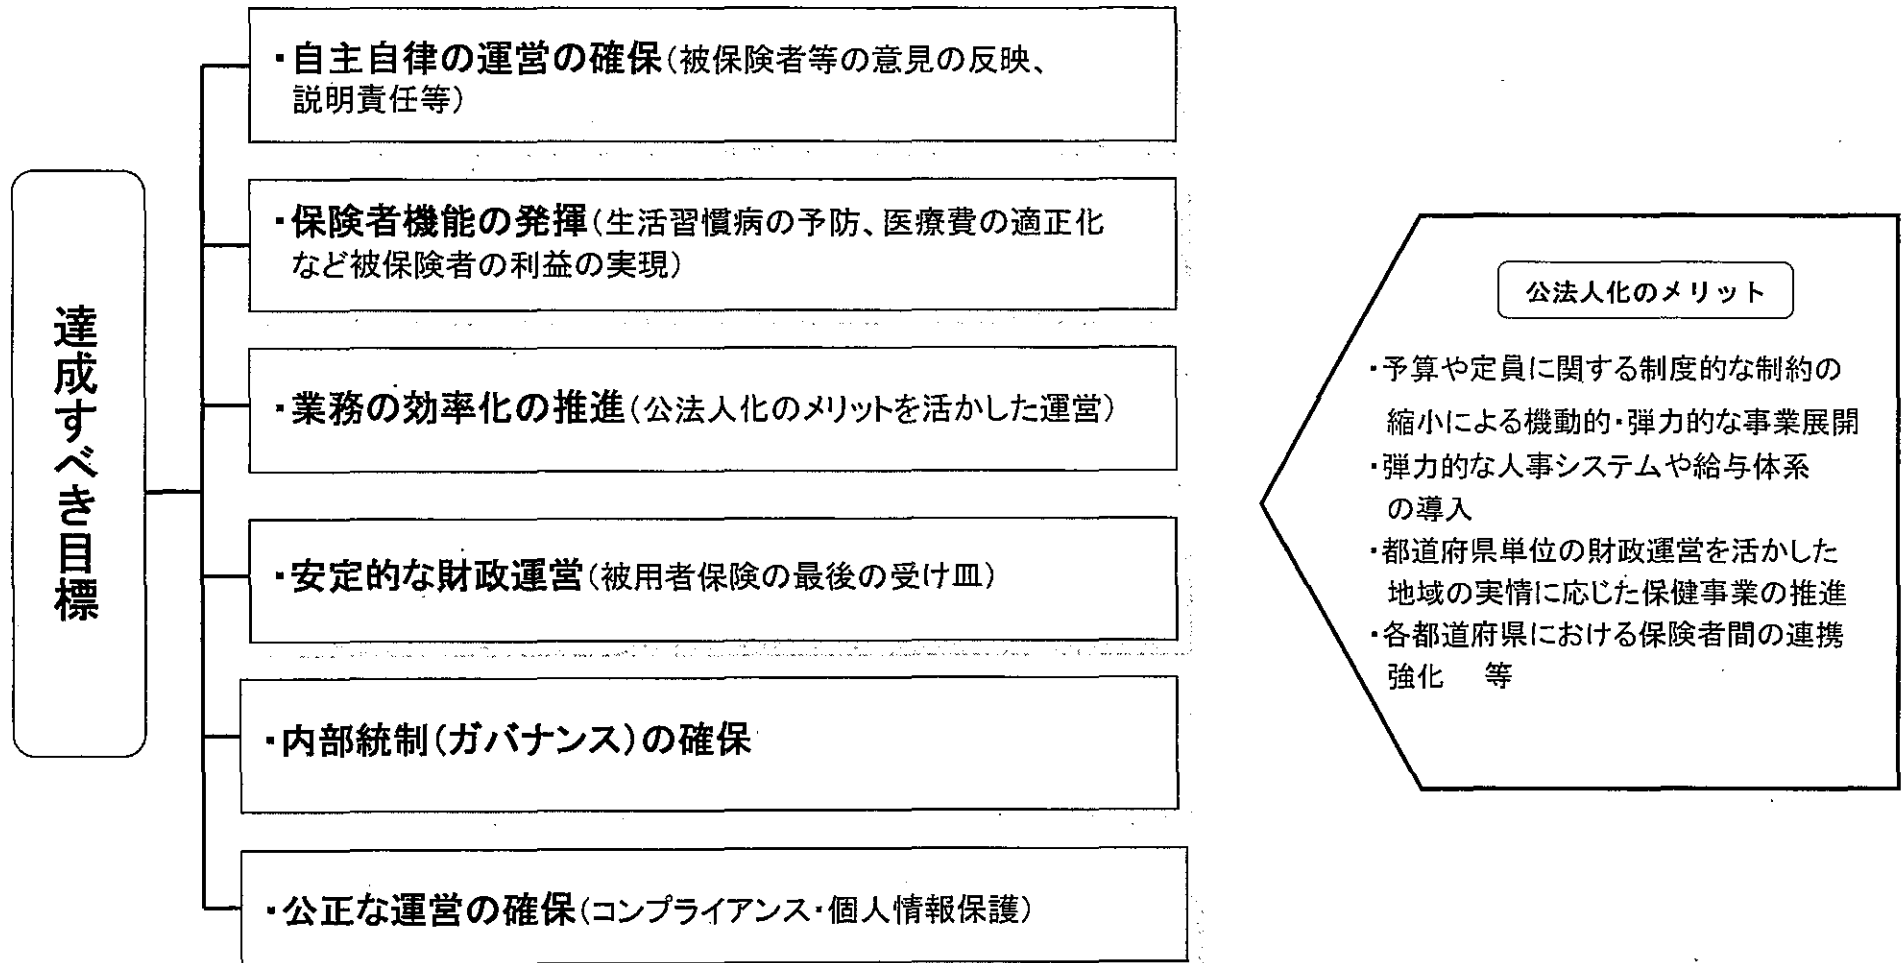 達成すべき目標
・自主自律の運営の確保(被保険者等の意見の反映、
説明責任等)
・保険者機能の発揮(生活習慣病の予防、医療費の適正化
など被保険者の利益の実現)
・業務の効率化の推進(公法人化のメリットを活かした運営)
・安定的な財政運営(被用者保険の最後の受け皿)
・内部統制(ガバナンス)の確保
・公正な運営の確保(コンプライアンス・個人情報保護)
公法人化のメリット
・予算や定員に関する制度的な制約の
縮小による機動的・弾力的な事業展開
・弾力的な人事システムや給与体系
の導入
・都道府県単位の財政運営を活かした
地域の実情に応じた保健事業の推進
・各都道府県における保険者間の連携
強化 等